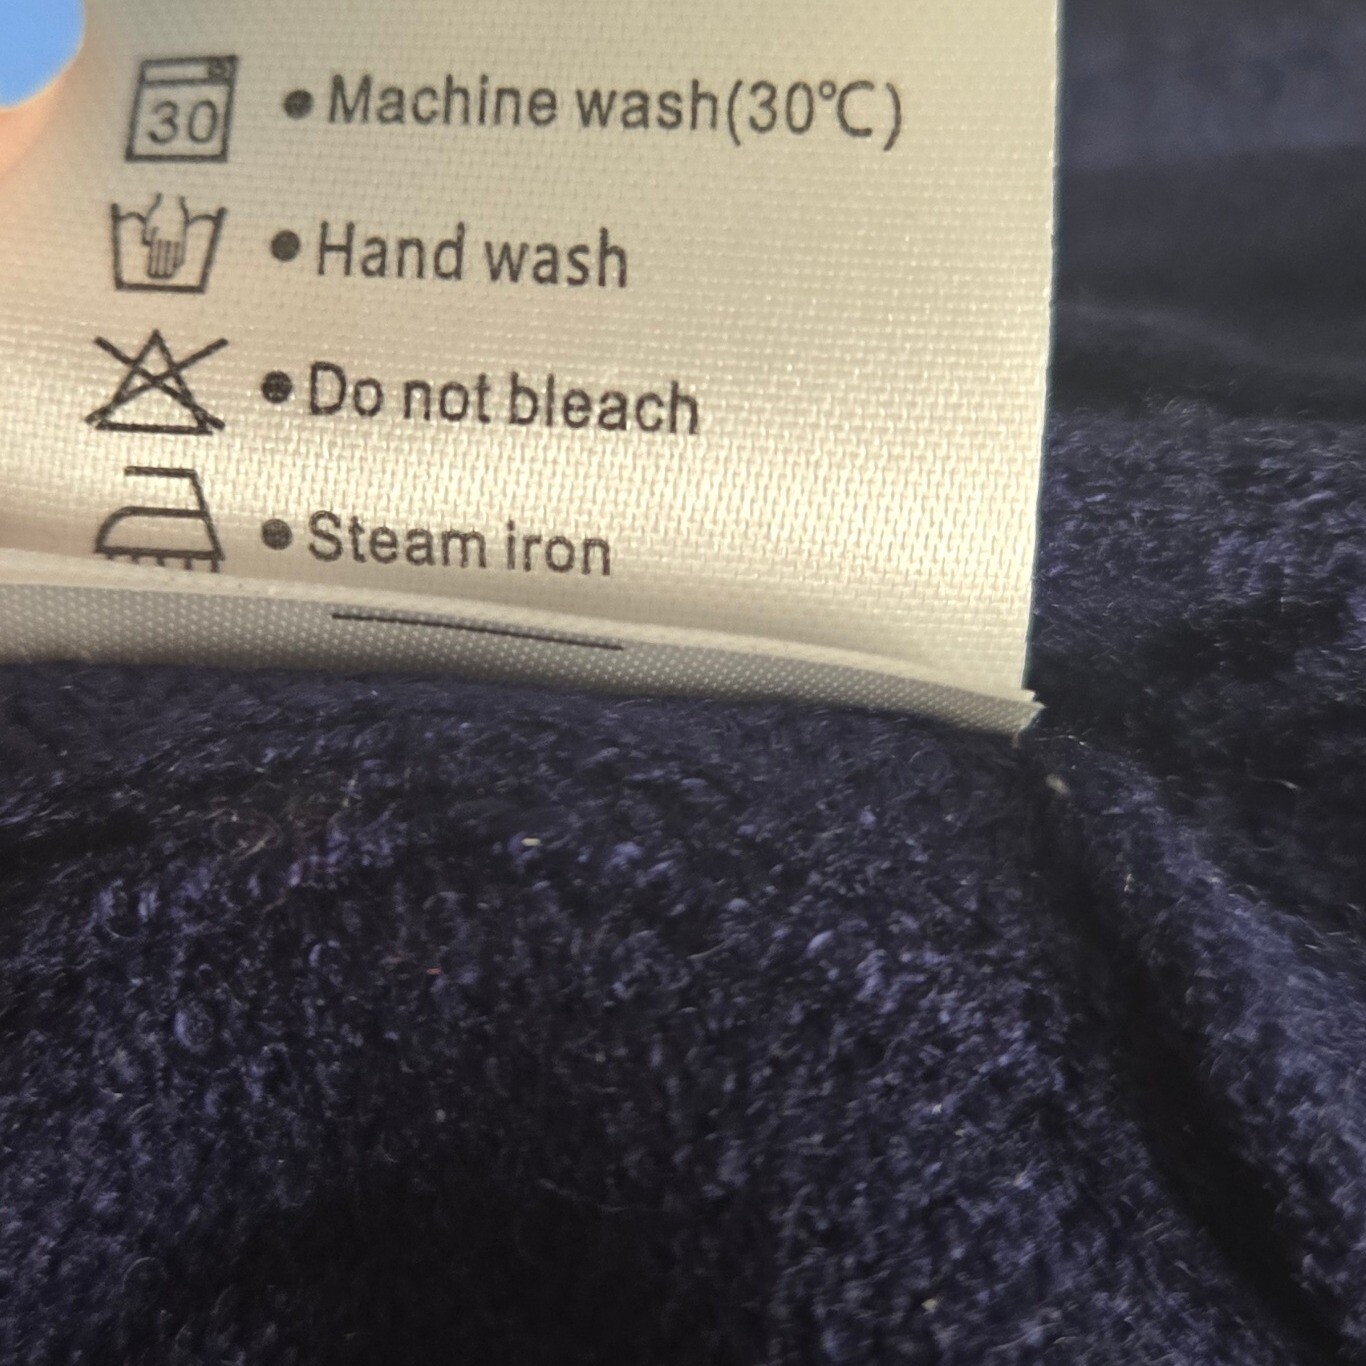 30 • Machine wash(30℃)
• Hand wash
• Do not bleach
• Steam iron